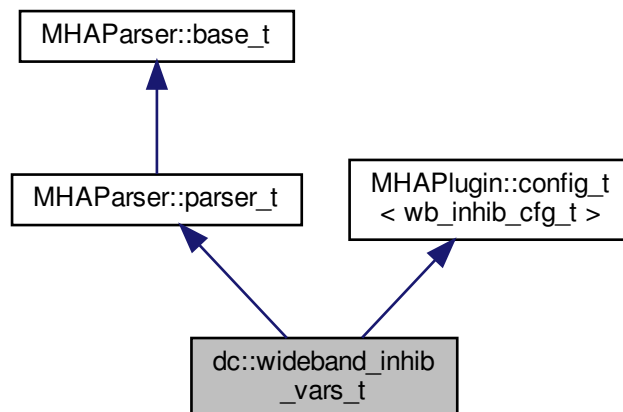 MHAParser::base_t
MHAParser::parser_t
MHAPlugin::config_t
< wb_inhib_cfg_t >
dc::wideband_inhib
_vars_t